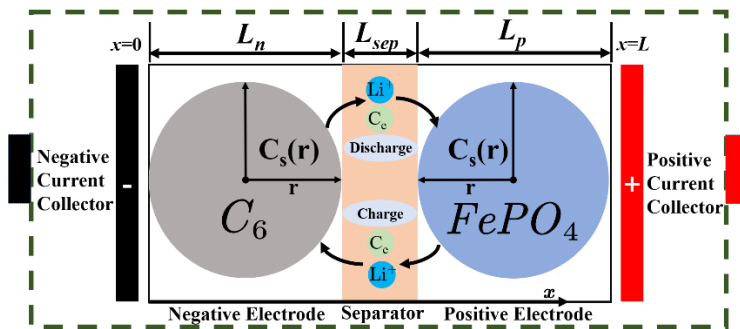 Lₙ Lₛₑₚ Lₚ
x=0 x=L
Li⁺
Cₑ
Discharge
Cₛ(r) Cₛ(r)
r r
Negative
Current
Collector
-
+
Positive
Current
Collector
C₆ FePO₄
Charge
Cₑ
Li⁺
x
Negative Electrode Separator Positive Electrode